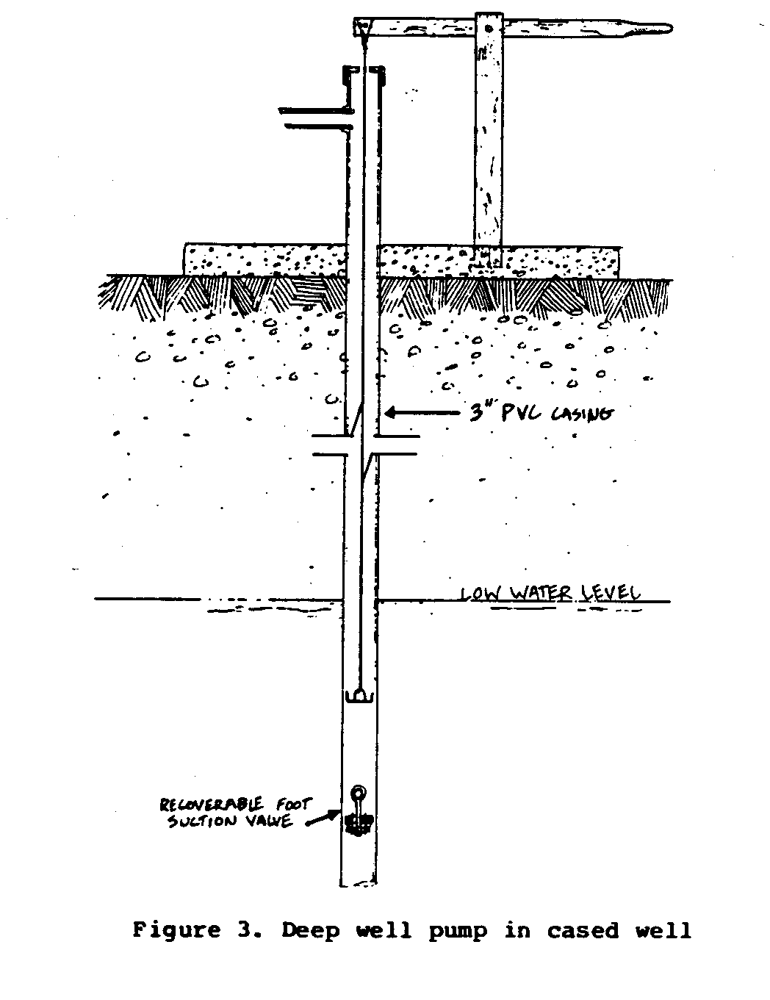 3" PVC CASING
LOW WATER LEVEL
RECOVERABLE FOOT
SUCTION VALVE
Figure 3. Deep well pump in cased well